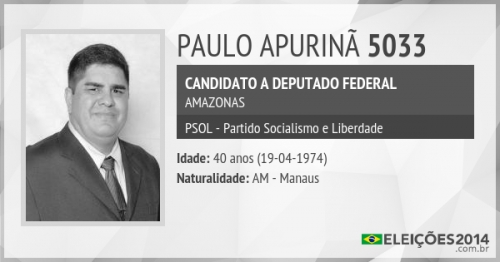 PAULO APURINÃ 5033
CANDIDATO A DEPUTADO FEDERAL
AMAZONAS
PSOL - Partido Socialismo e Liberdade
Idade: 40 anos (19-04-1974)
Naturalidade: AM - Manaus
ELEIÇÕES2014
.com.br